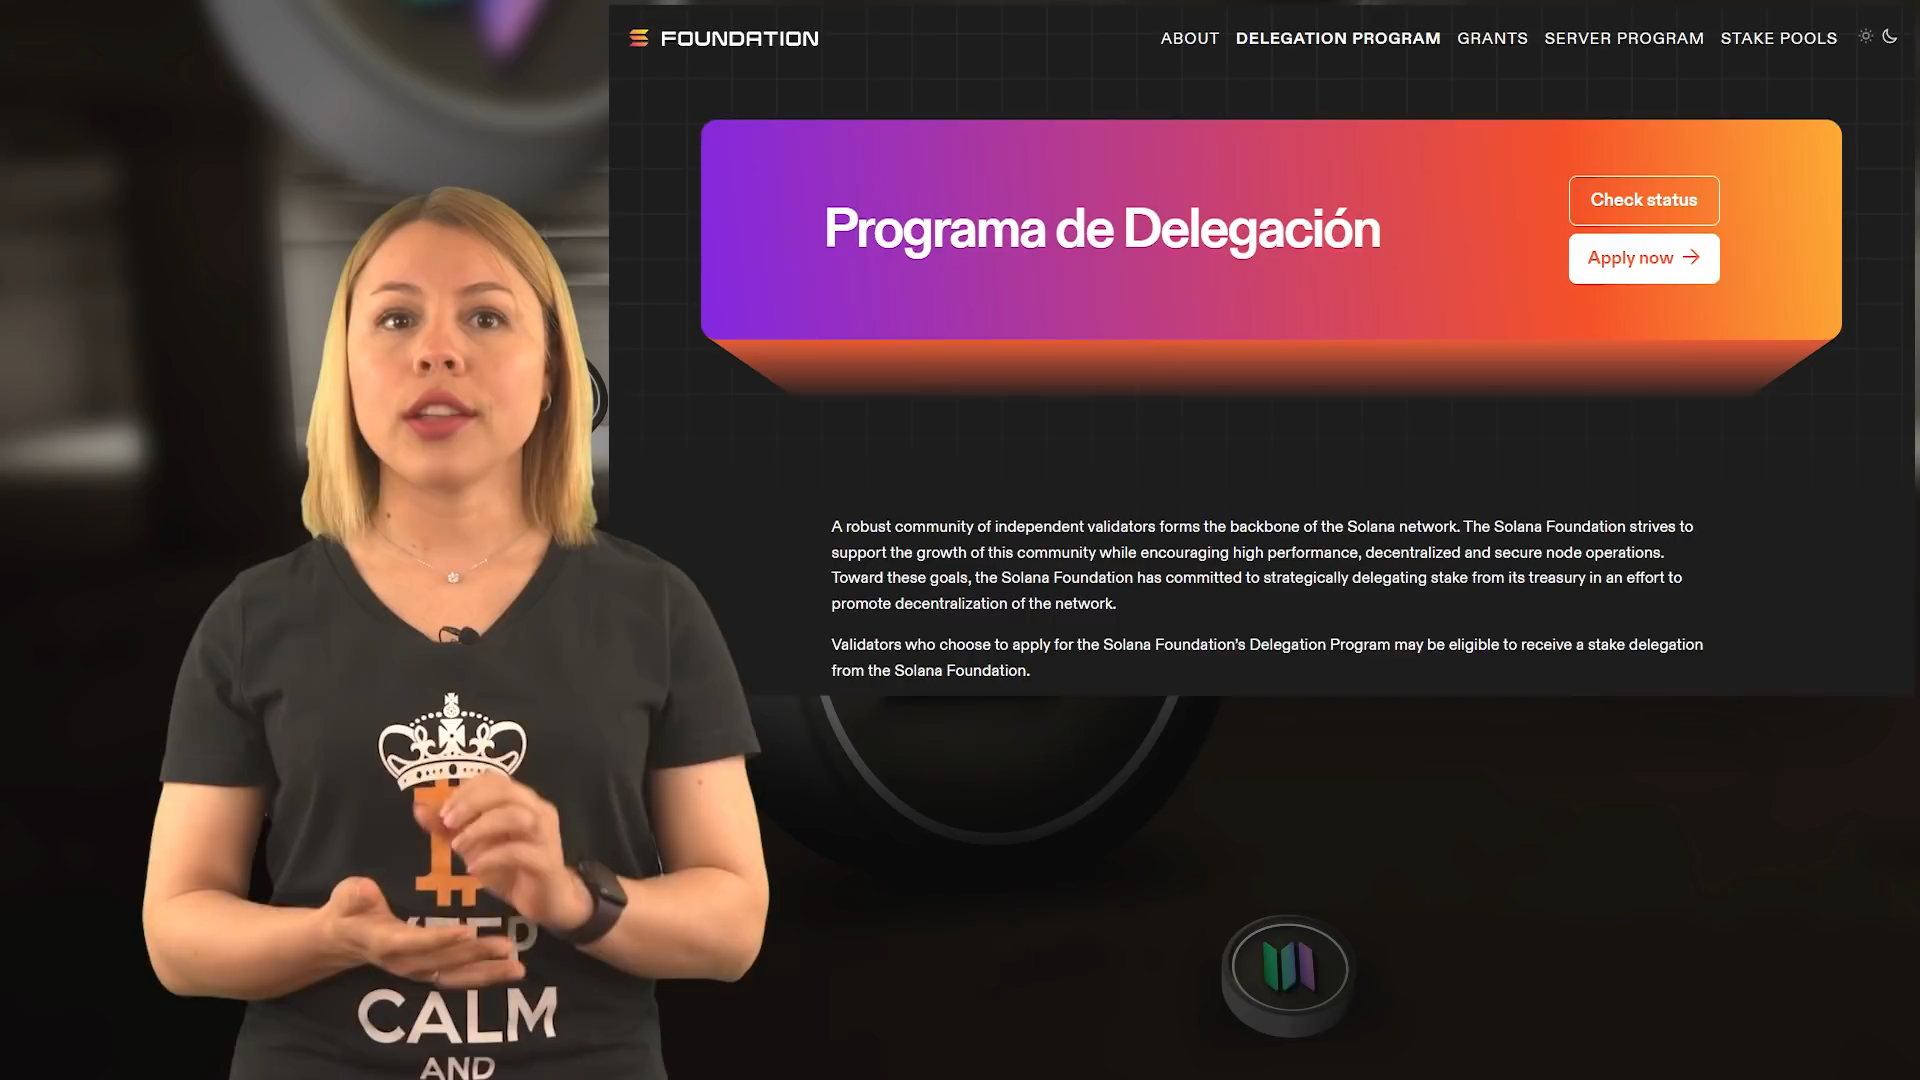 FOUNDATION
ABOUT DELEGATION PROGRAM GRANTS SERVER PROGRAM STAKE POOLS
Programa de Delegación
Check status
Apply now →
A robust community of independent validators forms the backbone of the Solana network. The Solana Foundation strives to
support the growth of this community while encouraging high performance, decentralized and secure node operations.
Toward these goals, the Solana Foundation has committed to strategically delegating stake from its treasury in an effort to
promote decentralization of the network.
Validators who choose to apply for the Solana Foundation’s Delegation Program may be eligible to receive a stake delegation
from the Solana Foundation.
KEEP
CALM
AND